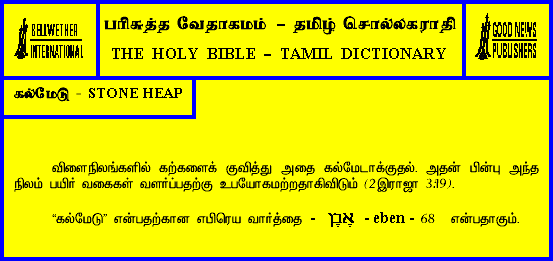 BELLWETHER
INTERNATIONAL
பரிசுத்த வேதாகமம் - தமிழ் சொல்லகராதி
THE HOLY BIBLE - TAMIL DICTIONARY
GOOD NEWS
PUBLISHERS
கல்மேடு - STONE HEAP
விளைநிலங்களில் கற்களைக் குவித்து அதை கல்மேடாக்குதல். அதன் பின்பு அந்த
நிலம் பயிர் வகைகள் வளர்ப்பதற்கு உபயோகமற்றதாகிவிடும் (2இராஜா 3:19).
“கல்மேடு” என்பதற்கான எபிரெய வார்த்தை - אֶבֶן - eben - 68 என்பதாகும்.